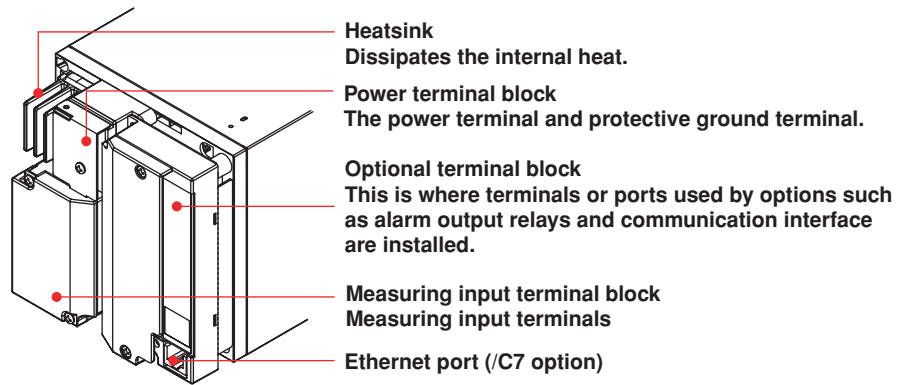 Heatsink
Dissipates the internal heat.
Power terminal block
The power terminal and protective ground terminal.
Optional terminal block
This is where terminals or ports used by options such
as alarm output relays and communication interface
are installed.
Measuring input terminal block
Measuring input terminals
Ethernet port (/C7 option)